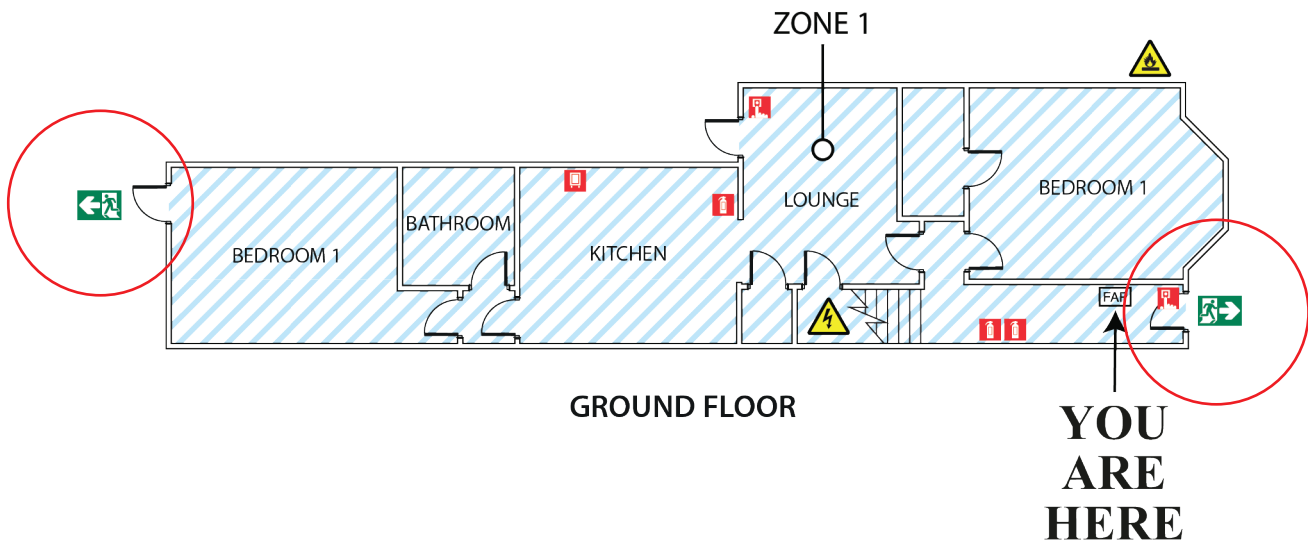 ZONE 1
LOUNGE
BEDROOM 1
BATHROOM
BEDROOM 1
KITCHEN
FAP
GROUND FLOOR
YOU
ARE
HERE